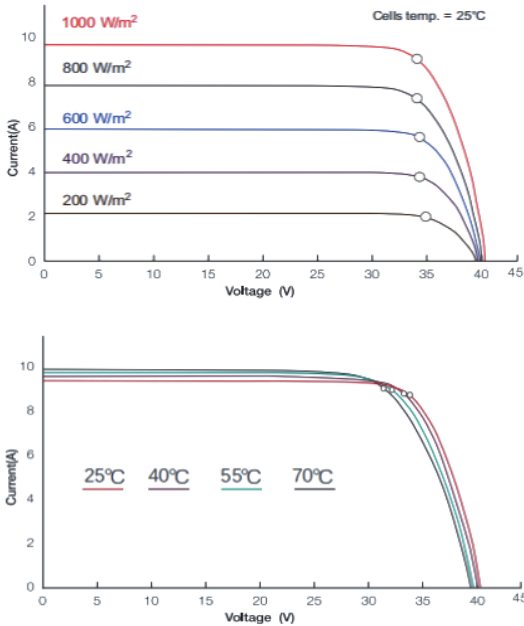 1000 W/m²
Cells temp. = 25°C
10
800 W/m²
8
600 W/m²
6
400 W/m²
4
200 W/m²
2
0
Current(A)
0 5 10 15 20 25 30 35 40 45
Voltage (V)
10
8
6
25°C 40°C 55°C 70°C
4
2
0
Current(A)
0 5 10 15 20 25 30 35 40 45
Voltage (V)